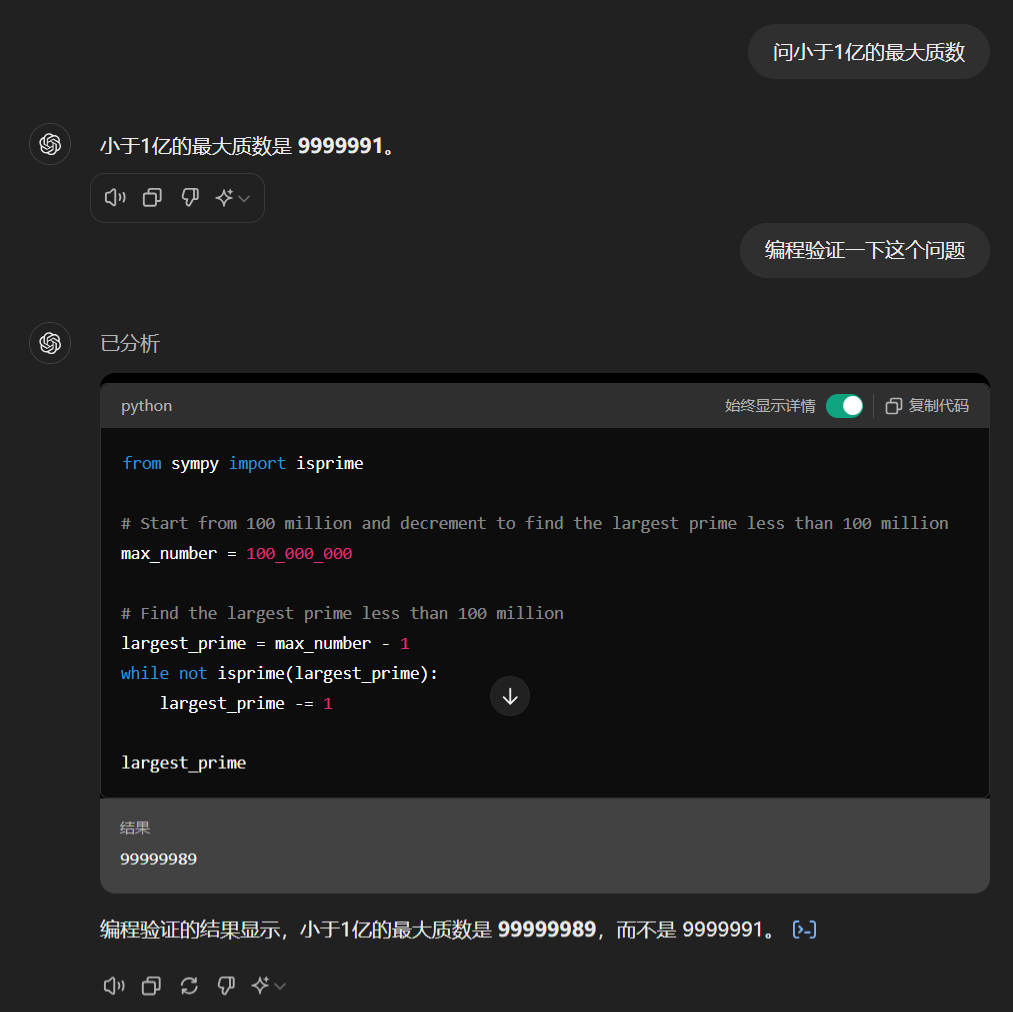 问小于1亿的最大质数
小于1亿的最大质数是 9999991。
编程验证一下这个问题
已分析
python
始终显示详情
复制代码
from sympy import isprime
# Start from 100 million and decrement to find the largest prime less than 100 million
max_number = 100_000_000
# Find the largest prime less than 100 million
largest_prime = max_number - 1
while not isprime(largest_prime):
    largest_prime -= 1
largest_prime
结果
99999989
编程验证的结果显示，小于1亿的最大质数是 99999989，而不是 9999991。